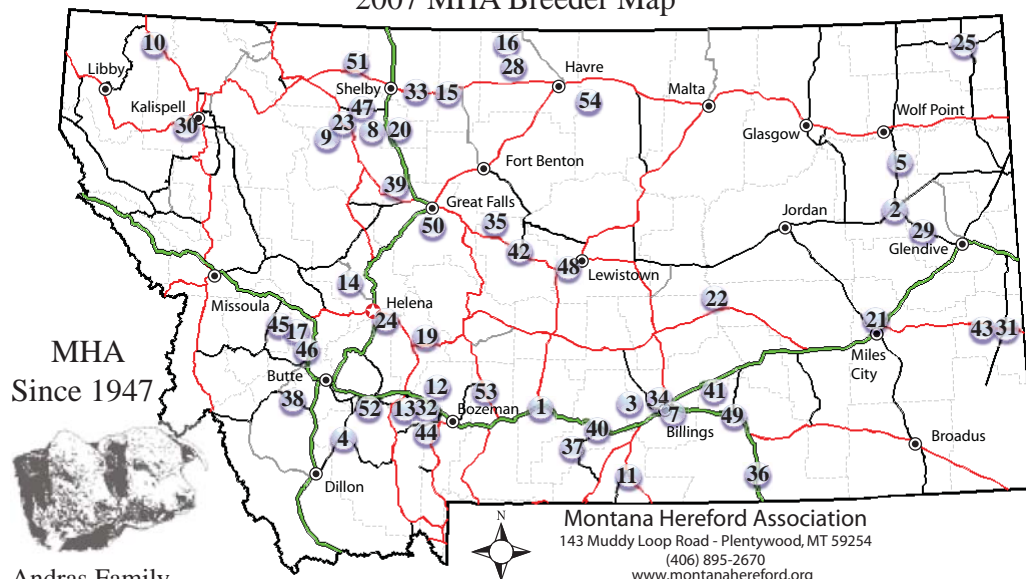 2007 MHA Breeder Map
10
16
25
51
28
Libby
Havre
Shelby
33
15
Malta
Kalispell
47
54
30
23
9
8
20
Glasgow
Wolf Point
Fort Benton
5
39
Great Falls
2
50
35
Jordan
29
42
Glendive
48
Lewistown
14
Missoula
Helena
22
24
21
45
17
19
43
31
46
Miles
City
MHA
Since 1947
Butte
12
53
41
38
52
13
32
1
3
34
7
49
Bozeman
Billings
44
40
4
37
Broadus
Dillon
11
36
N
Montana Hereford Association
143 Muddy Loop Road - Plentywood, MT 59254
(406) 895-2670
www.montanahereford.org
Andras Family